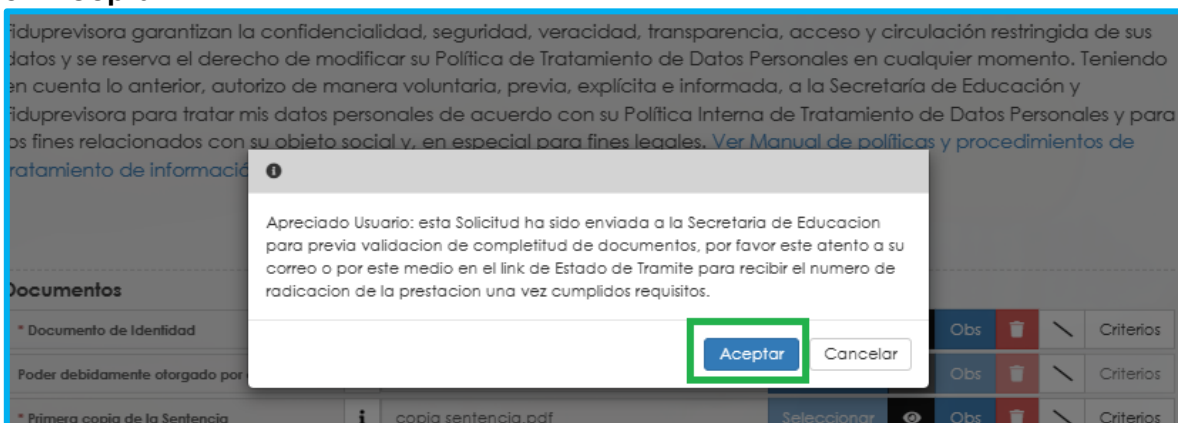 fiduprevisora garantizan la confidencialidad, seguridad, veracidad, transparencia, acceso y circulación restringida de sus
datos y se reserva el derecho de modificar su Política de Tratamiento de Datos Personales en cualquier momento. Teniendo
en cuenta lo anterior, autorizo de manera voluntaria, previa, explícita e informada, a la Secretaría de Educación y
fiduprevisora para tratar mis datos personales de acuerdo con su Política Interna de Tratamiento de Datos Personales y para
os fines relacionados con su objeto social y, en especial para fines legales. Ver Manual de políticas y procedimientos de
ratamiento de informació
Apreciado Usuario: esta Solicitud ha sido enviada a la Secretaria de Educacion
para previa validacion de completitud de documentos, por favor este atento a su
correo o por este medio en el link de Estado de Tramite para recibir el numero de
radicacion de la prestacion una vez cumplidos requisitos.
Aceptar Cancelar
Documentos
* Documento de Identidad Obs Criterios
Poder debidamente otorgado por Obs Criterios
* Primera copia de la Sentencia i copia sentencia.pdf Seleccionar Obs Criterios